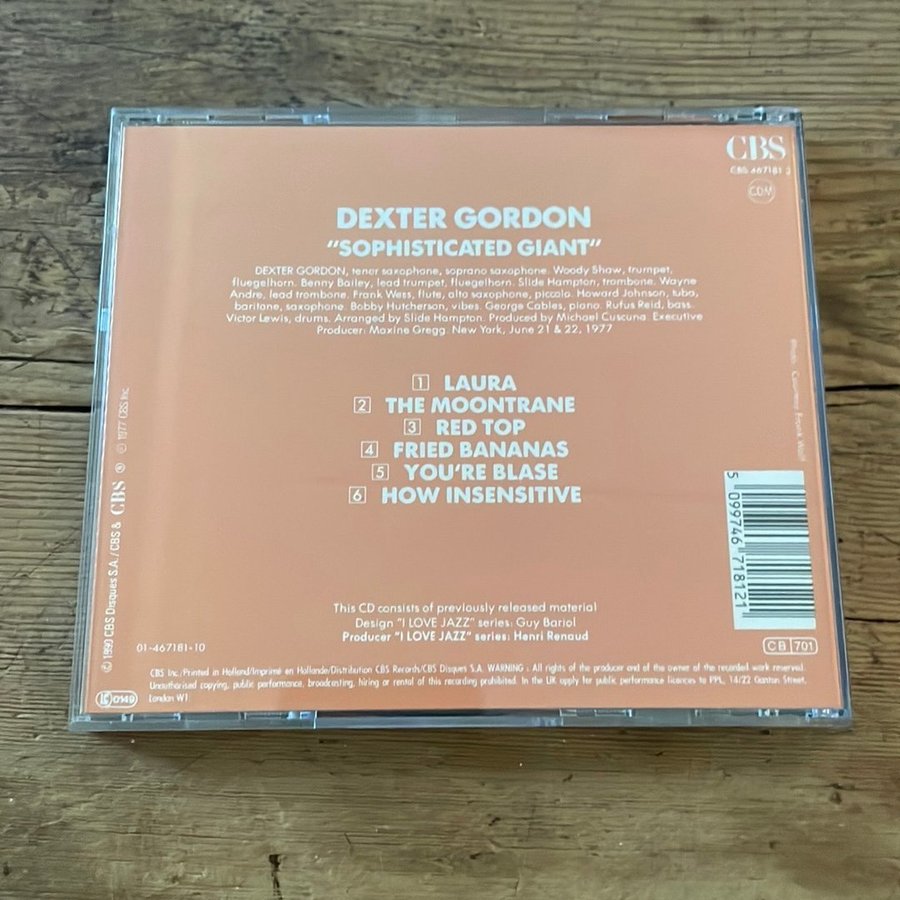 CBS
CBS 467181 2
DEXTER GORDON
“SOPHISTICATED GIANT”
DEXTER GORDON, tenor saxophone, soprano saxophone. Woody Shaw, trumpet,
fluegelhorn. Benny Bailey, lead trumpet, fluegelhorn. Slide Hampton, trombone. Wayne
Andre, lead trombone. Frank Wess, flute, alto saxophone, piccolo. Howard Johnson, tuba,
baritone, saxophone. Bobby Hutcherson, vibes. George Cables, piano. Rufus Reid, bass.
Victor Lewis, drums. Arranged by Slide Hampton. Produced by Michael Cuscuna. Executive
Producer: Maxine Gregg. New York, June 21 & 22, 1977
1 LAURA
2 THE MOONTRANE
3 RED TOP
4 FRIED BANANAS
5 YOU'RE BLASE
6 HOW INSENSITIVE
© 1990 CBS Disques S.A. / CBS & CBS ® ℗ 1977 CBS Inc.
Photo: Courtesy Frank Wolf
5 099746 718121
This CD consists of previously released material
Design “I LOVE JAZZ” series: Guy Bariol
Producer “I LOVE JAZZ” series: Henri Renaud
01-467181-10
CB 701
CBS Inc./Printed in Holland/Imprimé en Hollande/Distribution CBS Records/CBS Disques S.A. WARNING : All rights of the producer and of the owner of the recorded work reserved.
Unauthorised copying, public performance, broadcasting, hiring or rental of this recording prohibited. In the UK apply for public performance licences to PPL, 14/22 Ganton Street,
London W1
LC 0149